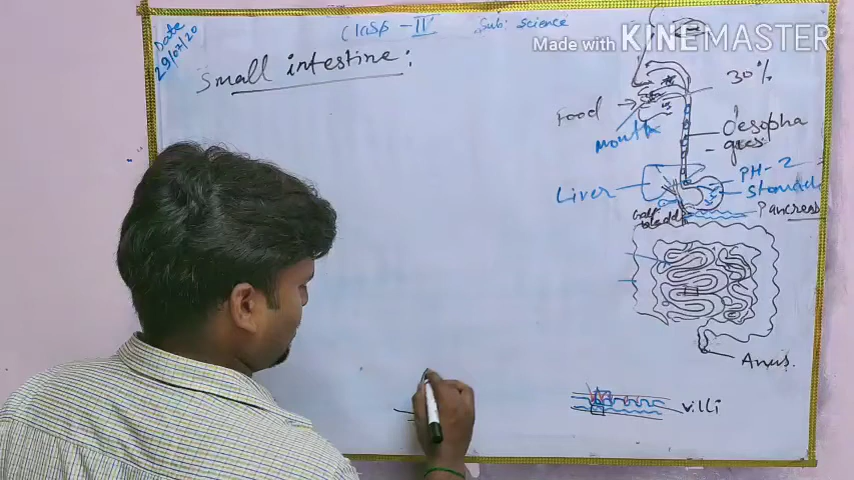 Date
29/07/20
Class - IV
Sub: science
Made with KINEMASTER
Small intestine:
30%
Food
mouth
Oesopha
- gues
PH-2
Liver
Stomach
Pancreas
Gall
bladd
Anus.
villi